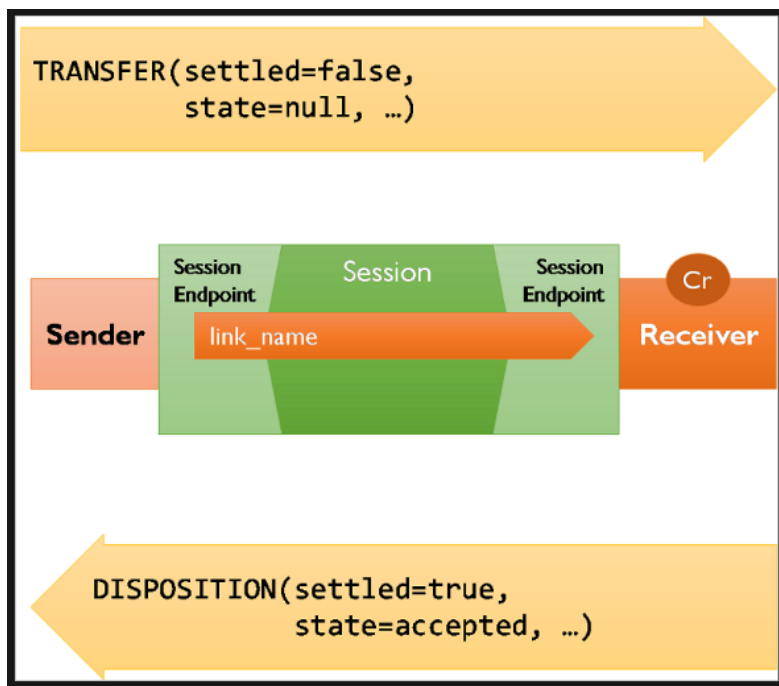 TRANSFER(settled=false,
state=null, …)
Session
Endpoint
Session
Session
Endpoint
Cr
Sender
link_name
Receiver
DISPOSITION(settled=true,
state=accepted, …)